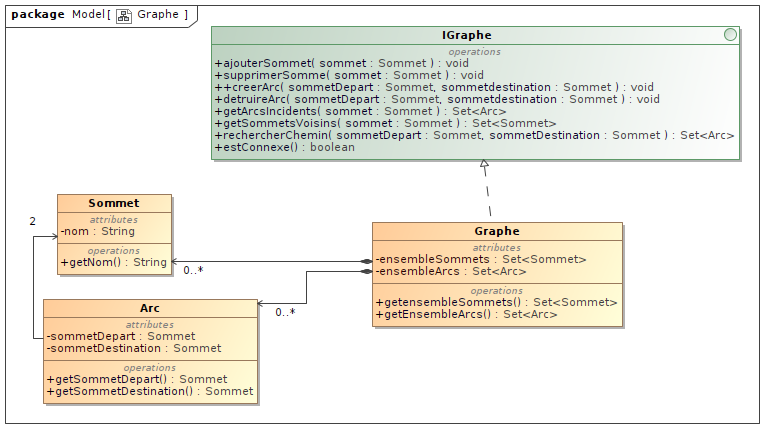 package Model[ Graphe ]
IGraphe
operations
+ajouterSommet( sommet : Sommet ) : void
+supprimerSomme( sommet : Sommet ) : void
++creerArc( sommetDepart : Sommet, sommetdestination : Sommet ) : void
+detruireArc( sommetDepart : Sommet, sommetdestination : Sommet ) : void
+getArcsIncidents( sommet : Sommet ) : Set<Arc>
+getSommetsVoisins( sommet : Sommet ) : Set<Sommet>
+rechercherChemin( sommetDepart : Sommet, sommetDestination : Sommet ) : Set<Arc>
+estConnexe() : boolean
Sommet
attributes
-nom : String
operations
+getNom() : String
2
0..*
Graphe
attributes
-ensembleSommets : Set<Sommet>
-ensembleArcs : Set<Arc>
operations
+getensembleSommets() : Set<Sommet>
+getEnsembleArcs() : Set<Arc>
0..*
Arc
attributes
-sommetDepart : Sommet
-sommetDestination : Sommet
operations
+getSommetDepart() : Sommet
+getSommetDestination() : Sommet